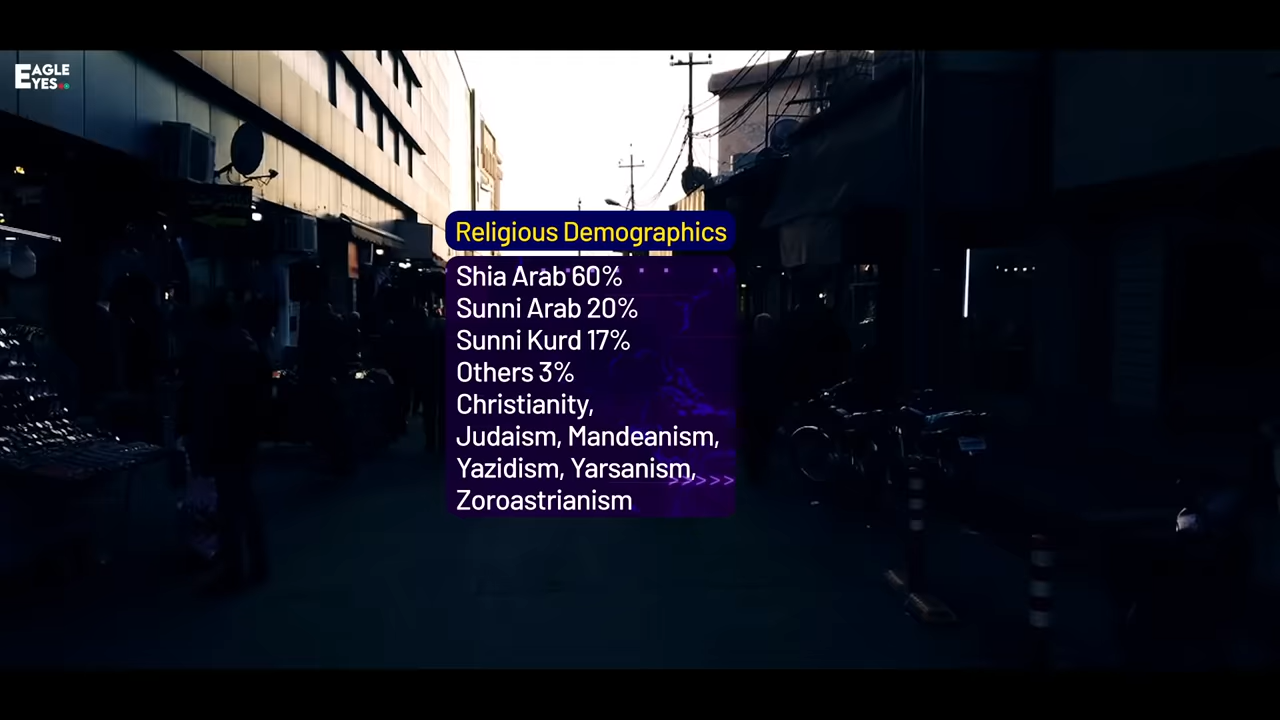 EAGLE
EYES
Religious Demographics
Shia Arab 60%
Sunni Arab 20%
Sunni Kurd 17%
Others 3%
Christianity,
Judaism, Mandeanism,
Yazidism, Yarsanism,
>>>>>
Zoroastrianism